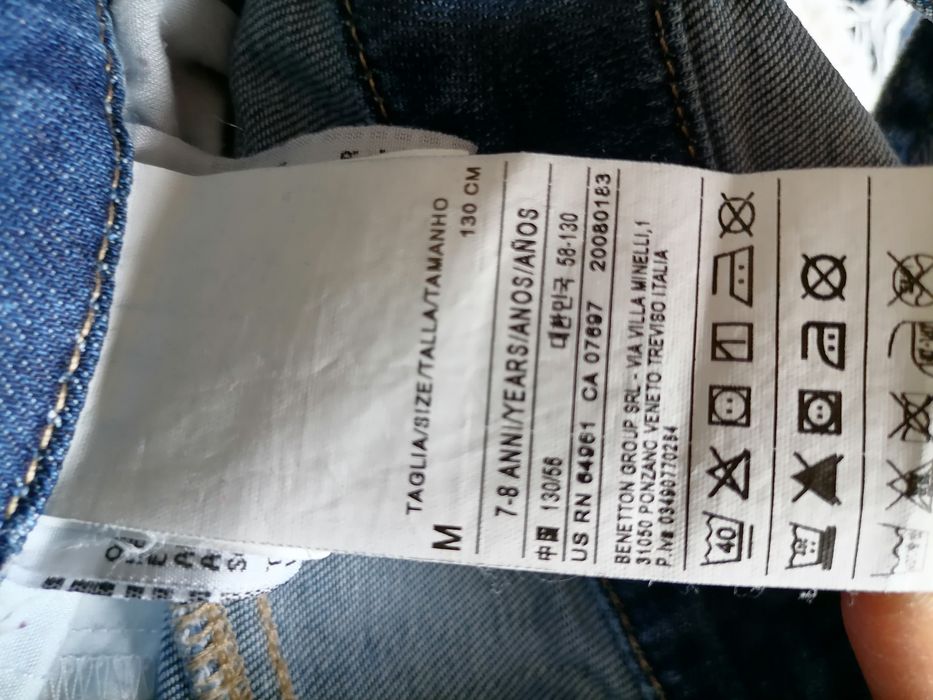 TAGLIA/SIZE/TALLA/TAMANHO
M 130 CM
7-8 ANNI/YEARS/ANOS/AÑOS
中国 130/56 대한민국 58-130
US RN 64961 CA 07697 20080183
BENETTON GROUP SRL - VIA VILLA MINELLI,1
31050 PONZANO VENETO TREVISO ITALIA
P.IVA 03490770264
40